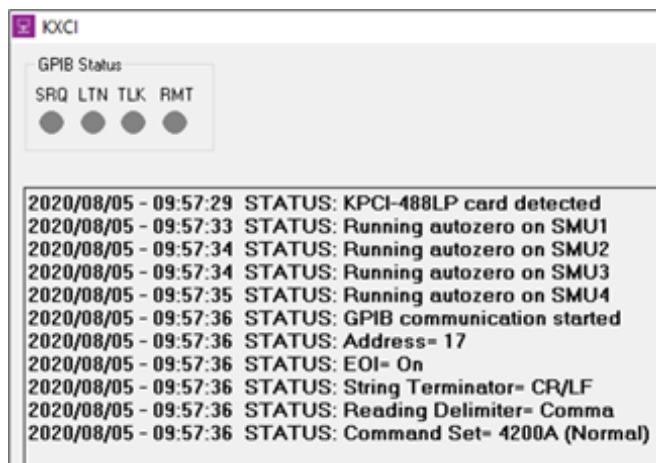 KXCI
GPIB Status
SRQ LTN TLK RMT
2020/08/05 - 09:57:29 STATUS: KPCI-488LP card detected
2020/08/05 - 09:57:33 STATUS: Running autozero on SMU1
2020/08/05 - 09:57:34 STATUS: Running autozero on SMU2
2020/08/05 - 09:57:34 STATUS: Running autozero on SMU3
2020/08/05 - 09:57:35 STATUS: Running autozero on SMU4
2020/08/05 - 09:57:36 STATUS: GPIB communication started
2020/08/05 - 09:57:36 STATUS: Address= 17
2020/08/05 - 09:57:36 STATUS: EOI= On
2020/08/05 - 09:57:36 STATUS: String Terminator= CR/LF
2020/08/05 - 09:57:36 STATUS: Reading Delimiter= Comma
2020/08/05 - 09:57:36 STATUS: Command Set= 4200A (Normal)